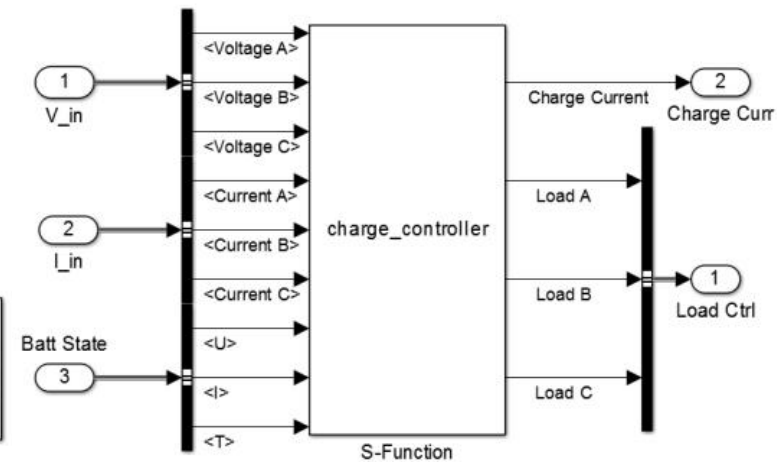 <Voltage A>
1
V_in
<Voltage B>
Charge Current
2
Charge Curr
<Voltage C>
<Current A>
Load A
2
I_in
<Current B>
charge_controller
<Current C>
Load B
1
Load Ctrl
<U>
Batt State
3
<I>
Load C
<T>
S-Function